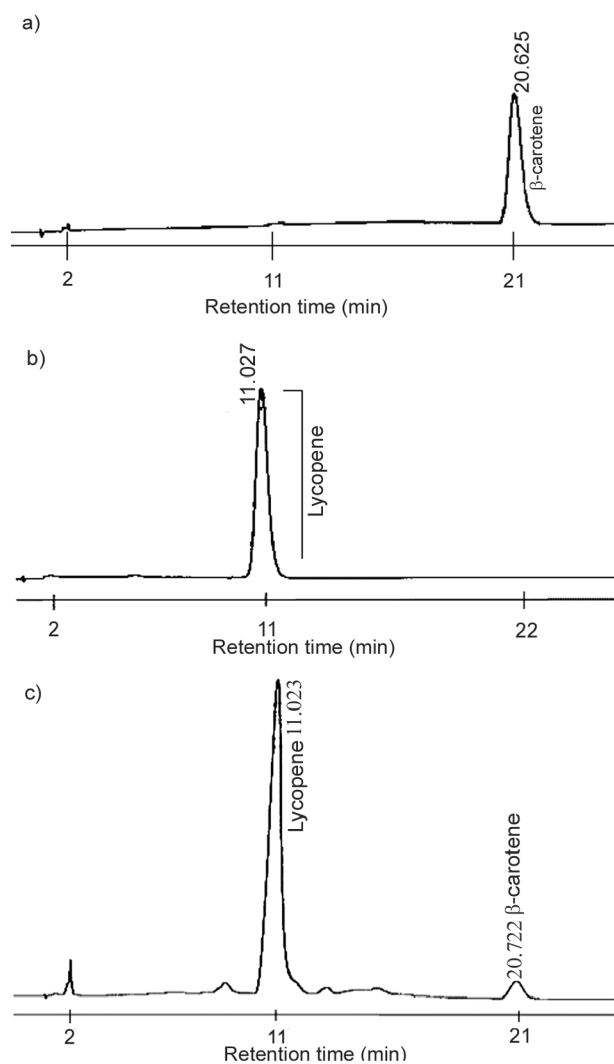 a)
20.625
β-carotene
2 11 21
Retention time (min)
b)
11.027
Lycopene
2 11 22
Retention time (min)
c)
Lycopene 11.023
20.722 β-carotene
2 11 21
Retention time (min)